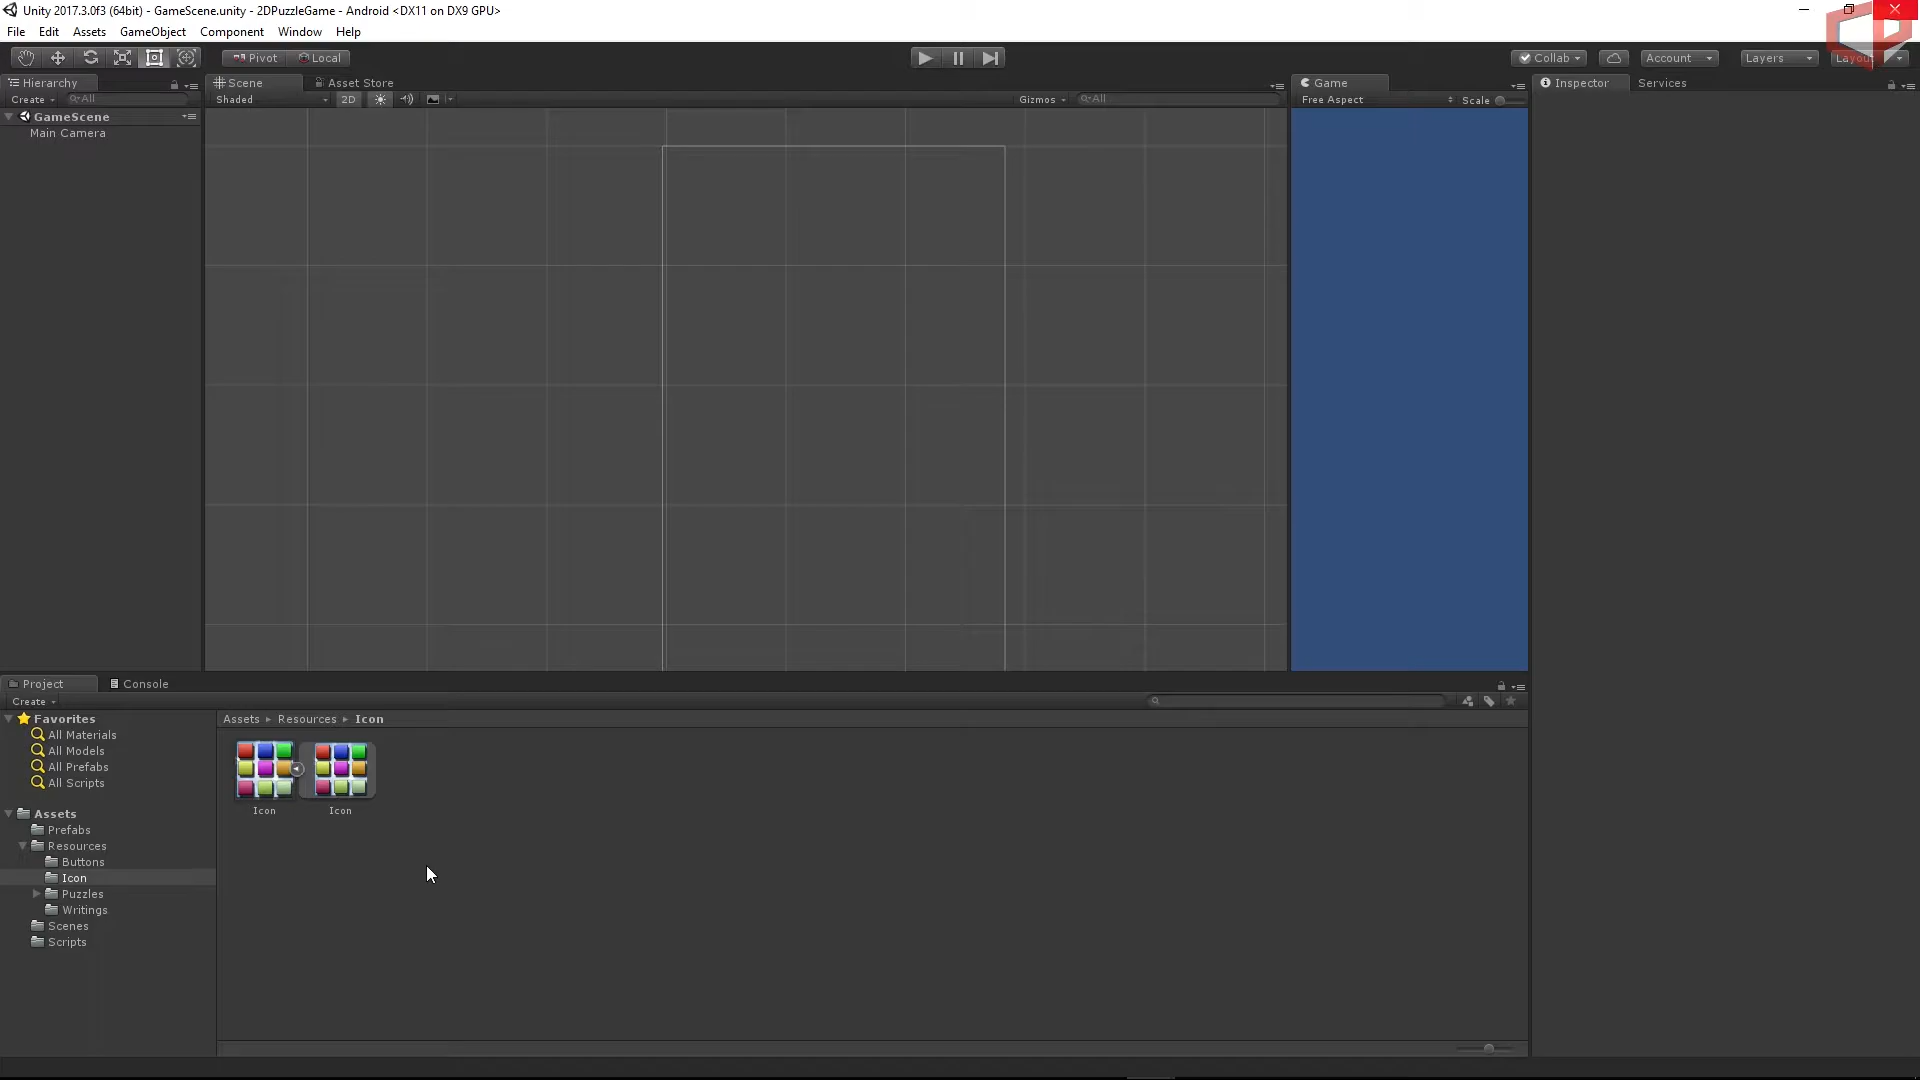 Unity 2017.3.0f3 (64bit) - GameScene.unity - 2DPuzzleGame - Android <DX11 on DX9 GPU>
File Edit Assets GameObject Component Window Help
Pivot Local Collab Account Layers Layout
Hierarchy Scene Asset Store Game Inspector Services
Create All Shaded 2D Gizmos All Free Aspect Scale
GameScene
Main Camera
Project Console
Create
Favorites Assets Resources Icon
All Materials
All Models
All Prefabs
All Scripts
Icon Icon
Assets
Prefabs
Resources
Buttons
Icon
Puzzles
Writings
Scenes
Scripts